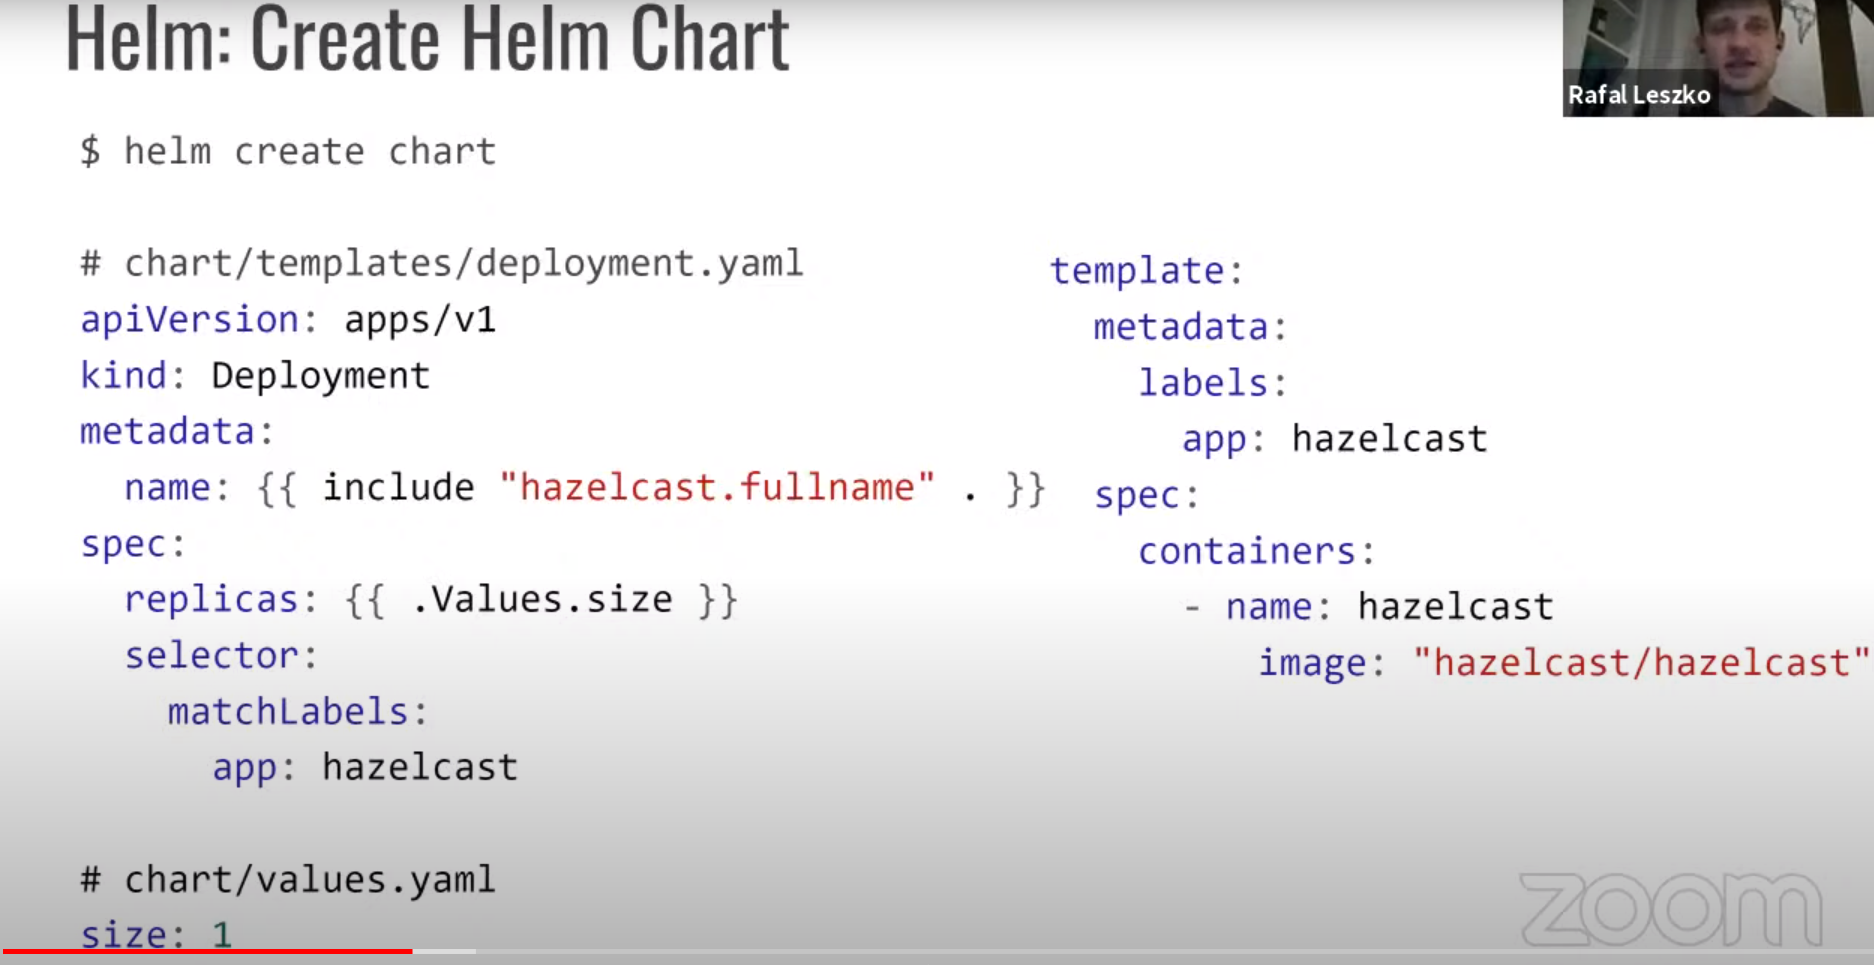 Helm: Create Helm Chart
Rafal Leszko
$ helm create chart
# chart/templates/deployment.yaml
apiVersion: apps/v1
kind: Deployment
metadata:
  name: {{ include "hazelcast.fullname" . }}
spec:
  replicas: {{ .Values.size }}
  selector:
    matchLabels:
      app: hazelcast
template:
  metadata:
    labels:
      app: hazelcast
  spec:
    containers:
      - name: hazelcast
        image: "hazelcast/hazelcast"
# chart/values.yaml
size: 1
zoom